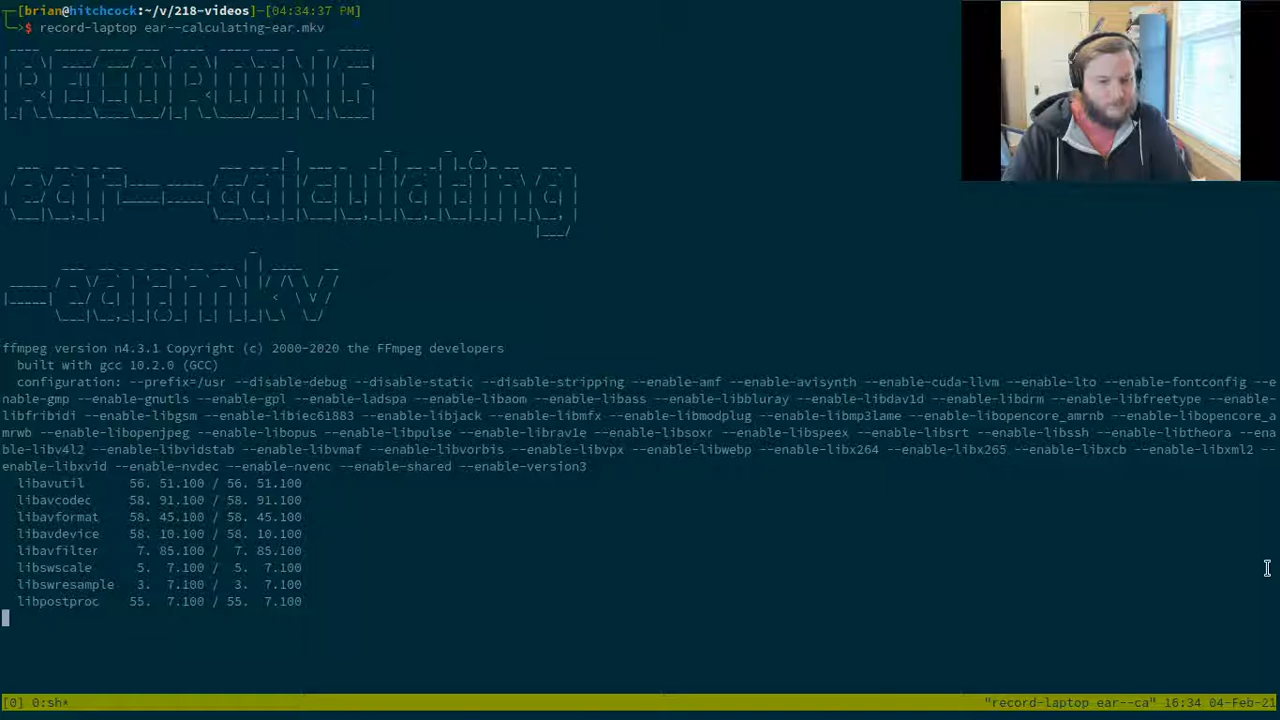 [brian@hitchcock:~/v/218-videos]-[04:34:37 PM]
$ record-laptop ear--calculating-ear.mkv
RECORDING
ear--calculating
-ear.mkv
ffmpeg version n4.3.1 Copyright (c) 2000-2020 the FFmpeg developers
built with gcc 10.2.0 (GCC)
configuration: --prefix=/usr --disable-debug --disable-static --disable-stripping --enable-amf --enable-avisynth --enable-cuda-llvm --enable-lto --enable-fontconfig --e
nable-gmp --enable-gnutls --enable-gpl --enable-ladspa --enable-libaom --enable-libass --enable-libbluray --enable-libdav1d --enable-libdrm --enable-libfreetype --enable-
libfribidi --enable-libgsm --enable-libiec61883 --enable-libjack --enable-libmfx --enable-libmodplug --enable-libmp3lame --enable-libopencore_amrnb --enable-libopencore_a
mrwb --enable-libopenjpeg --enable-libopus --enable-libpulse --enable-librav1e --enable-libsoxr --enable-libspeex --enable-libsrt --enable-libssh --enable-libtheora --ena
ble-libv4l2 --enable-libvidstab --enable-libvmaf --enable-libvorbis --enable-libvpx --enable-libwebp --enable-libx264 --enable-libx265 --enable-libxcb --enable-libxml2 --
enable-libxvid --enable-nvdec --enable-nvenc --enable-shared --enable-version3
libavutil 56. 51.100 / 56. 51.100
libavcodec 58. 91.100 / 58. 91.100
libavformat 58. 45.100 / 58. 45.100
libavdevice 58. 10.100 / 58. 10.100
libavfilter 7. 85.100 / 7. 85.100
libswscale 5. 7.100 / 5. 7.100
libswresample 3. 7.100 / 3. 7.100
libpostproc 55. 7.100 / 55. 7.100
[0] 0:sh* "record-laptop ear--ca" 16:34 04-Feb-21